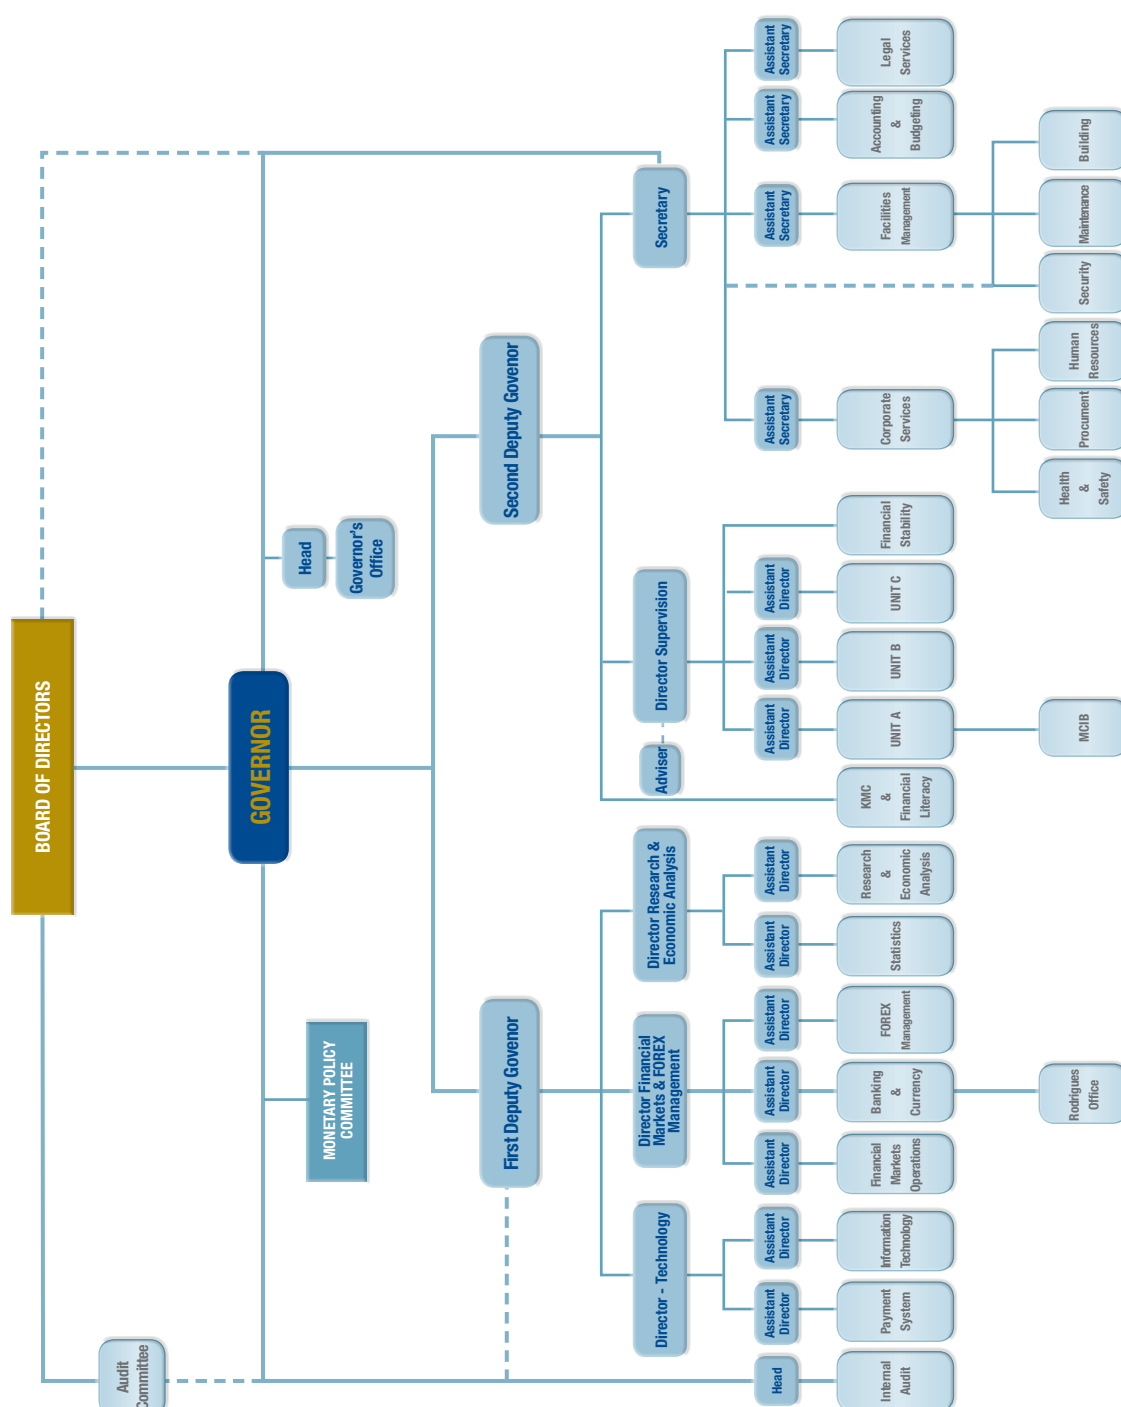 BOARD OF DIRECTORS
Audit
Committee
GOVERNOR
Head
Governor's
Office
MONETARY POLICY
COMMITTEE
First Deputy Govenor
Second Deputy Govenor
Director - Technology
Director Financial
Markets & FOREX
Management
Director Research &
Economic Analysis
Adviser
Director Supervision
Secretary
Head
Assistant
Director
Assistant
Director
Assistant
Director
Assistant
Director
Assistant
Director
Assistant
Director
Assistant
Director
Assistant
Director
Assistant
Director
Assistant
Director
Assistant
Secretary
Assistant
Secretary
Assistant
Secretary
Assistant
Secretary
Internal
Audit
Payment
System
Information
Technology
Financial
Markets
Operations
Banking
&
Currency
FOREX
Management
Statistics
Research
&
Economic
Analysis
KMC
&
Financial
Literacy
UNIT A
UNIT B
UNIT C
Financial
Stability
Corporate
Services
Facilities
Management
Accounting
&
Budgeting
Legal
Services
Rodrigues
Office
MCIB
Health
&
Safety
Procument
Human
Resources
Security
Maintenance
Building